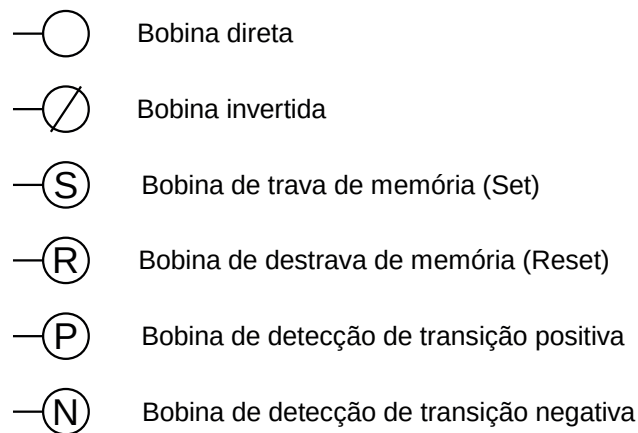 Bobina direta
Bobina invertida
S Bobina de trava de memória (Set)
R Bobina de destrava de memória (Reset)
P Bobina de detecção de transição positiva
N Bobina de detecção de transição negativa